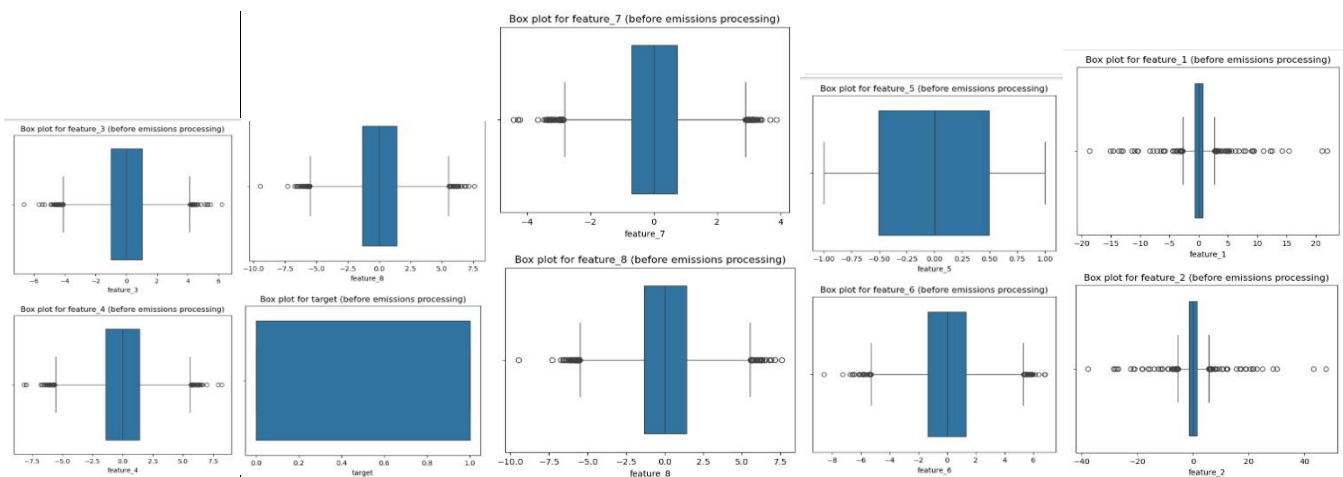 Box plot for feature_3 (before emissions processing)
−6 −4 −2 0 2 4 6
feature_3
Box plot for feature_4 (before emissions processing)
−7.5 −5.0 −2.5 0.0 2.5 5.0 7.5
feature_4
−10.0 −7.5 −5.0 −2.5 0.0 2.5 5.0 7.5
feature_8
Box plot for target (before emissions processing)
0.0 0.2 0.4 0.6 0.8 1.0
target
Box plot for feature_7 (before emissions processing)
−4 −2 0 2 4
feature_7
Box plot for feature_8 (before emissions processing)
−10.0 −7.5 −5.0 −2.5 0.0 2.5 5.0 7.5
feature_8
Box plot for feature_5 (before emissions processing)
−1.00 −0.75 −0.50 −0.25 0.00 0.25 0.50 0.75 1.00
feature_5
Box plot for feature_6 (before emissions processing)
−8 −6 −4 −2 0 2 4 6
feature_6
Box plot for feature_1 (before emissions processing)
−20 −15 −10 −5 0 5 10 15 20
feature_1
Box plot for feature_2 (before emissions processing)
−40 −20 0 20 40
feature_2